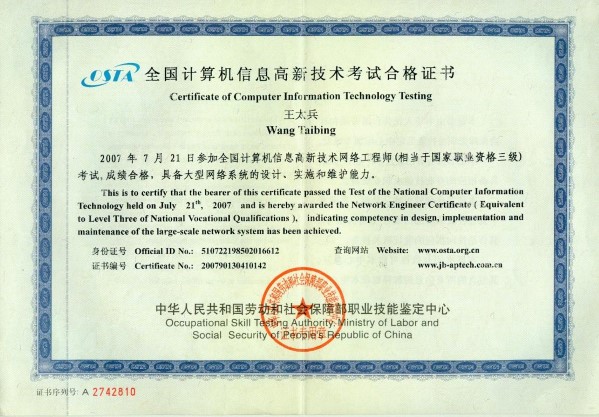 OSTA 全国计算机信息高新技术考试合格证书
Certificate of Computer Information Technology Testing
王太兵
Wang Taibing
2007 年 7 月 21 日参加全国计算机信息高新技术网络工程师(相当于国家职业资格三级)
考试,成绩合格，具备大型网络系统的设计、实施和维护能力。
This is to certify that the bearer of this certificate passed the Test of the National Computer Information
Technology held on July 21th, 2007 and is hereby awarded the Network Engineer Certificate ( Equivalent
to Level Three of National Vocational Qualifications ), indicating competency in design, implementation and
maintenance of the large-scale network system has been achieved.
身份证号 Official ID No.: 510722198502016612 查询网站 Website: www.osta.org.cn
证书编号 Certificate No.: 200790130410142 www.jb-aptech.com.cn
中华人民共和国劳动和社会保障部职业技能鉴定中心
Occupational Skill Testing Authority, Ministry of Labor and
Social Security of People's Republic of China
证书序列号: A 2742810